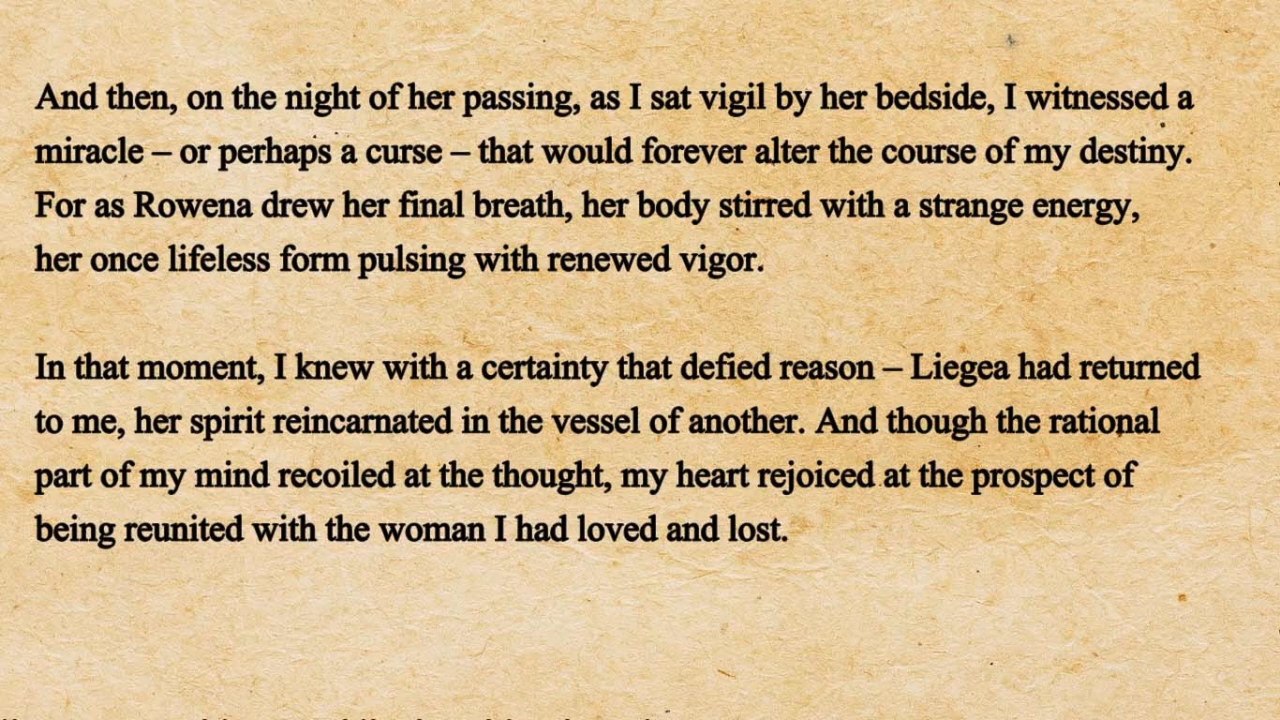 And then, on the night of her passing, as I sat vigil by her bedside, I witnessed a
miracle – or perhaps a curse – that would forever alter the course of my destiny.
For as Rowena drew her final breath, her body stirred with a strange energy,
her once lifeless form pulsing with renewed vigor.
In that moment, I knew with a certainty that defied reason – Liegea had returned
to me, her spirit reincarnated in the vessel of another. And though the rational
part of my mind recoiled at the thought, my heart rejoiced at the prospect of
being reunited with the woman I had loved and lost.